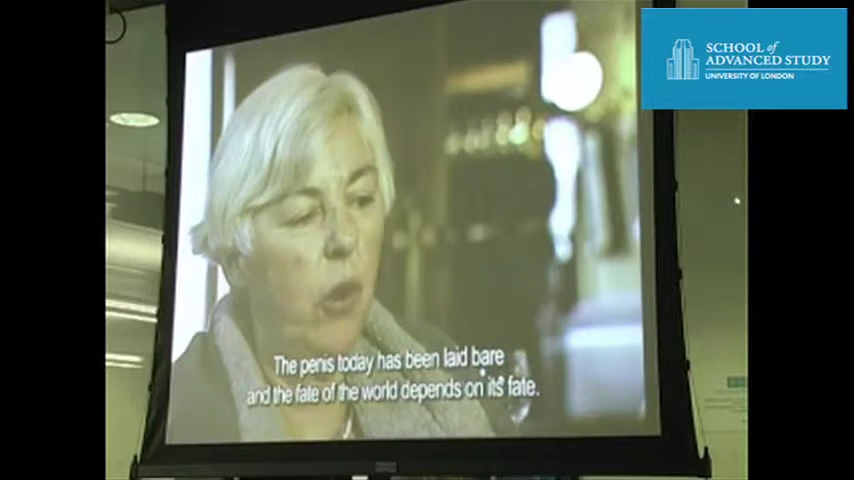 SCHOOL of
ADVANCED STUDY
UNIVERSITY OF LONDON
The penis today has been laid bare
and the fate of the world depends on its fate.